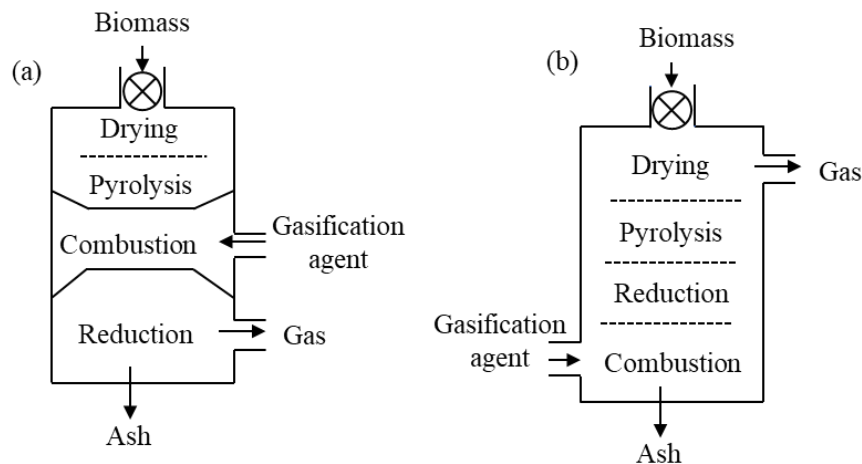 (a)
Biomass
Drying
Pyrolysis
Combustion
Gasification
agent
Reduction
Gas
Ash
(b)
Biomass
Drying
Gas
Pyrolysis
Reduction
Gasification
agent
Combustion
Ash